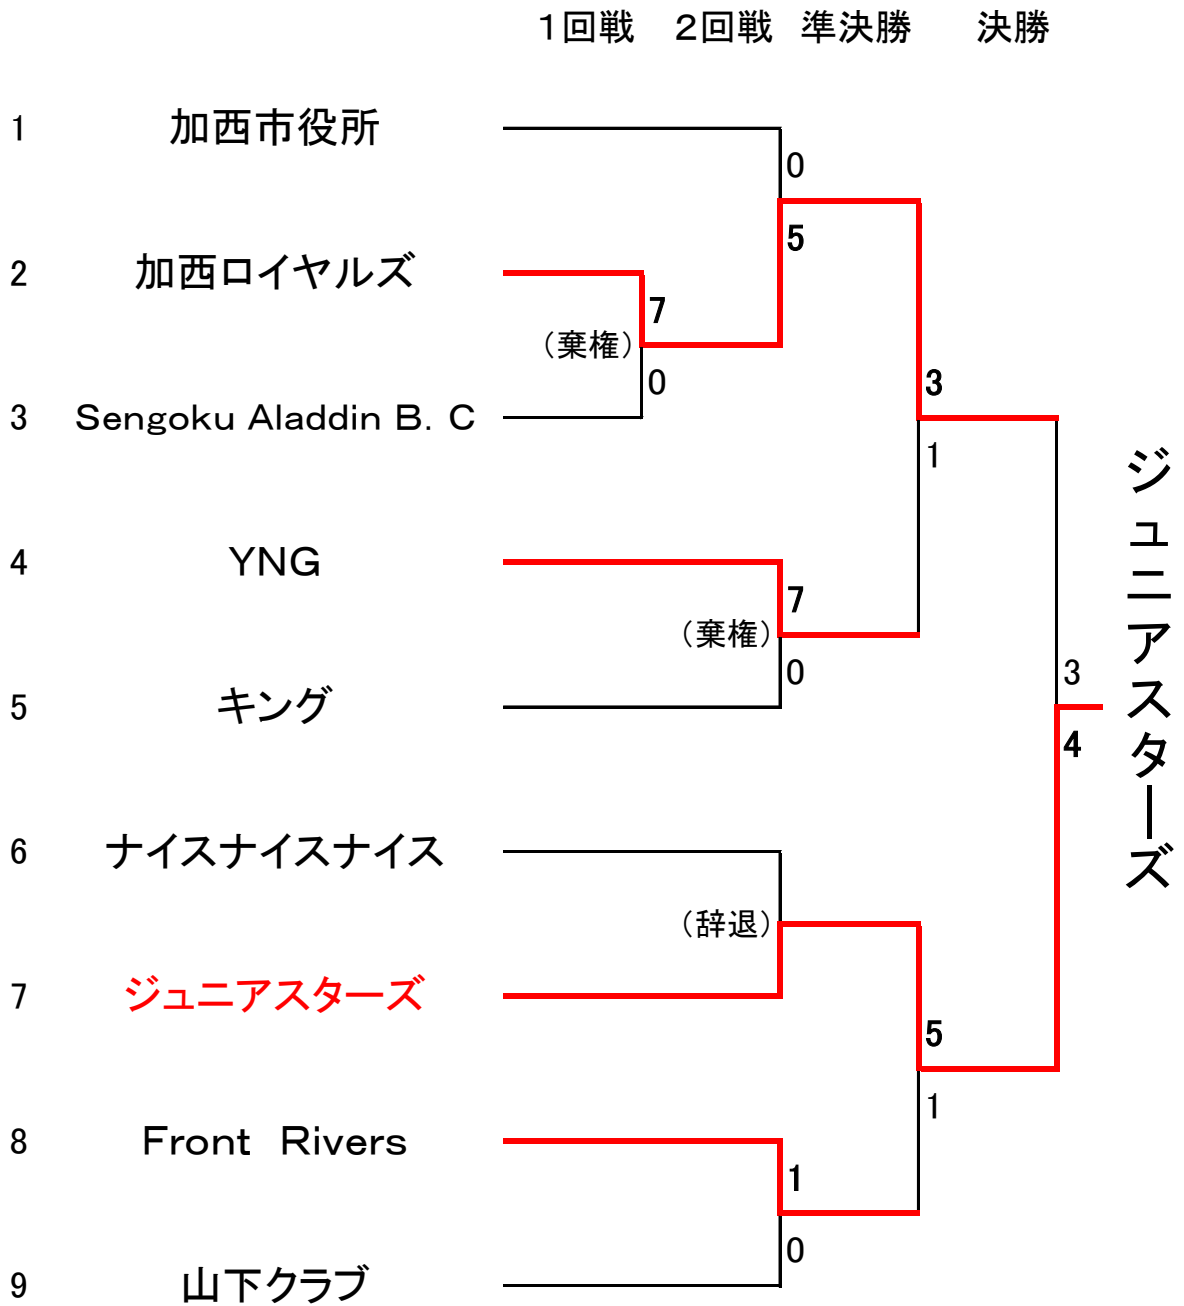 1回戦 2回戦 準決勝 決勝
1 加西市役所
0
5
2 加西ロイヤルズ
7
(棄権)
0
3
3 Sengoku Aladdin B. C
1
ジュニアスターズ
4 YNG
7
(棄権)
0
3
5 キング
4
6 ナイスナイスナイス
(辞退)
7 ジュニアスターズ
5
1
8 Front Rivers
1
0
9 山下クラブ